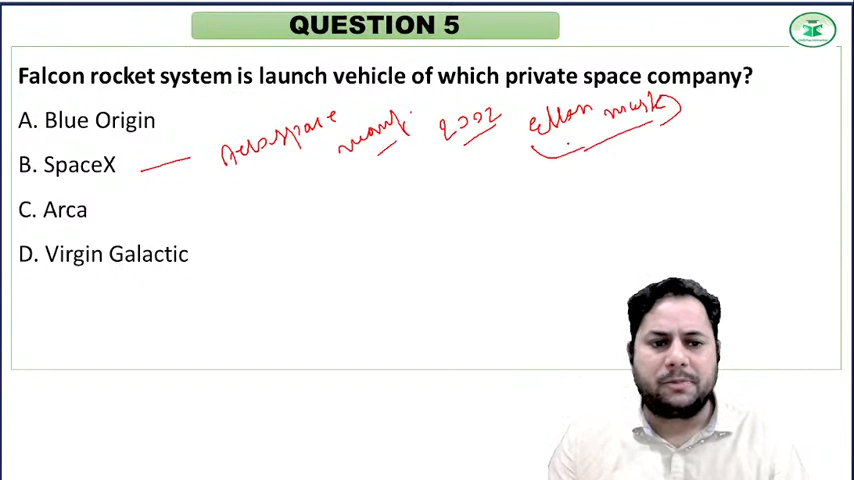 QUESTION 5
Falcon rocket system is launch vehicle of which private space company?
A. Blue Origin
B. SpaceX
Aerospace manf. 2002 Ellon musk
C. Arca
D. Virgin Galactic